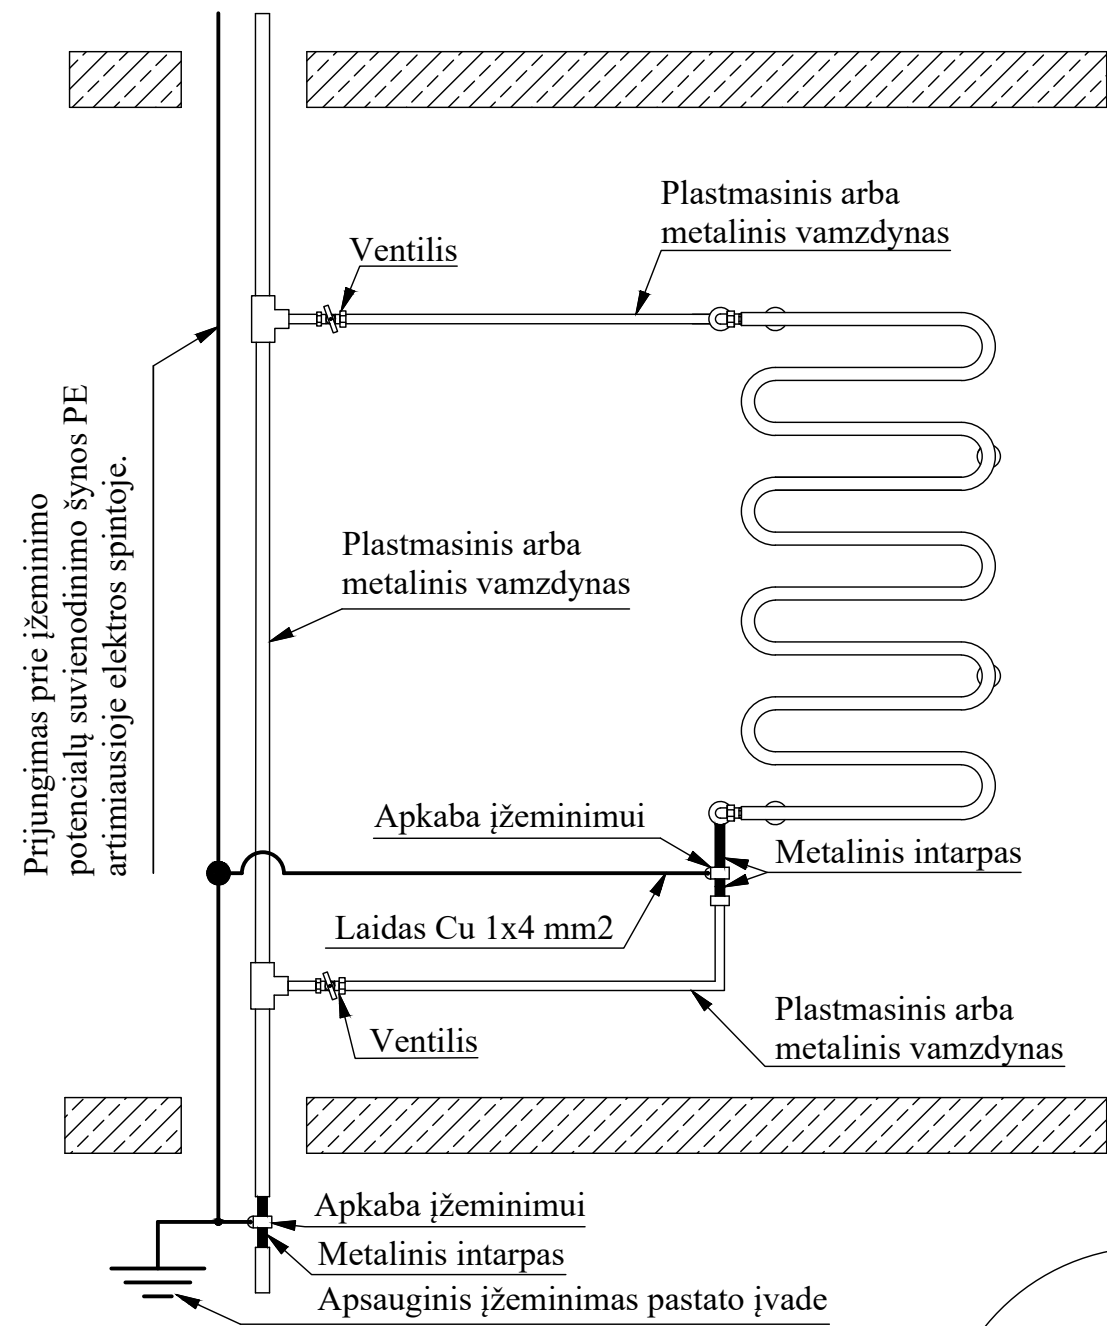 Plastmasinis arba
metalinis vamzdynas
Ventilis
Prijungimas prie įžeminimo
potencialų suvienodinimo šynos PE
artimiausioje elektros spintoje.
Plastmasinis arba
metalinis vamzdynas
Apkaba įžeminimui
Metalinis intarpas
Laidas Cu 1x4 mm2
Plastmasinis arba
metalinis vamzdynas
Ventilis
Apkaba įžeminimui
Metalinis intarpas
Apsauginis įžeminimas pastato įvade